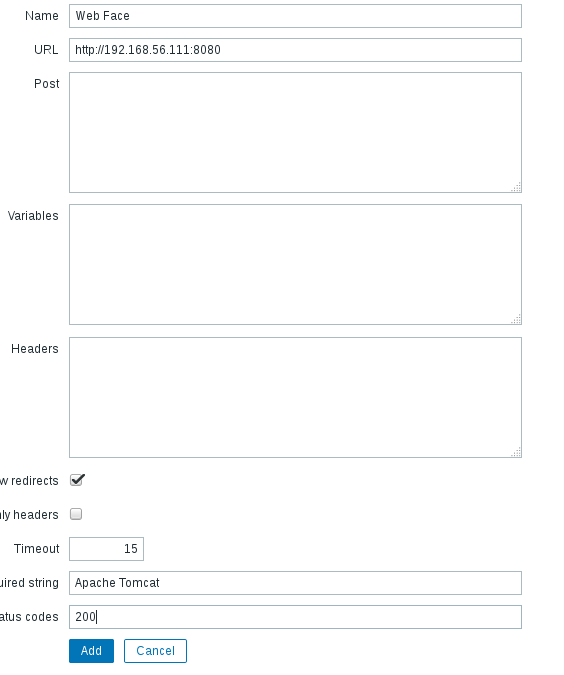 Name Web Face
URL http://192.168.56.111:8080
Post
Variables
Headers
w redirects
ly headers
Timeout 15
uired string Apache Tomcat
atus codes 200
Add Cancel